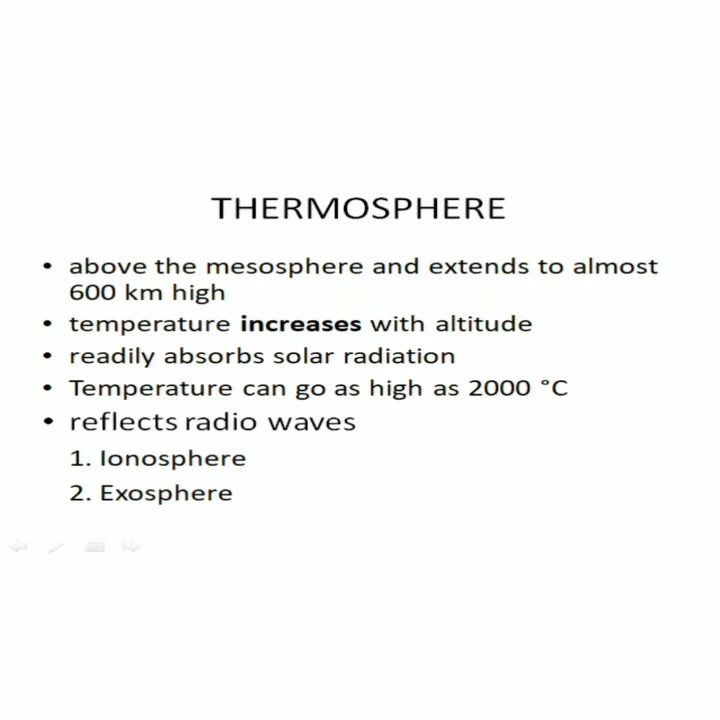 THERMOSPHERE
• above the mesosphere and extends to almost
600 km high
• temperature increases with altitude
• readily absorbs solar radiation
• Temperature can go as high as 2000 °C
• reflects radio waves
1. Ionosphere
2. Exosphere